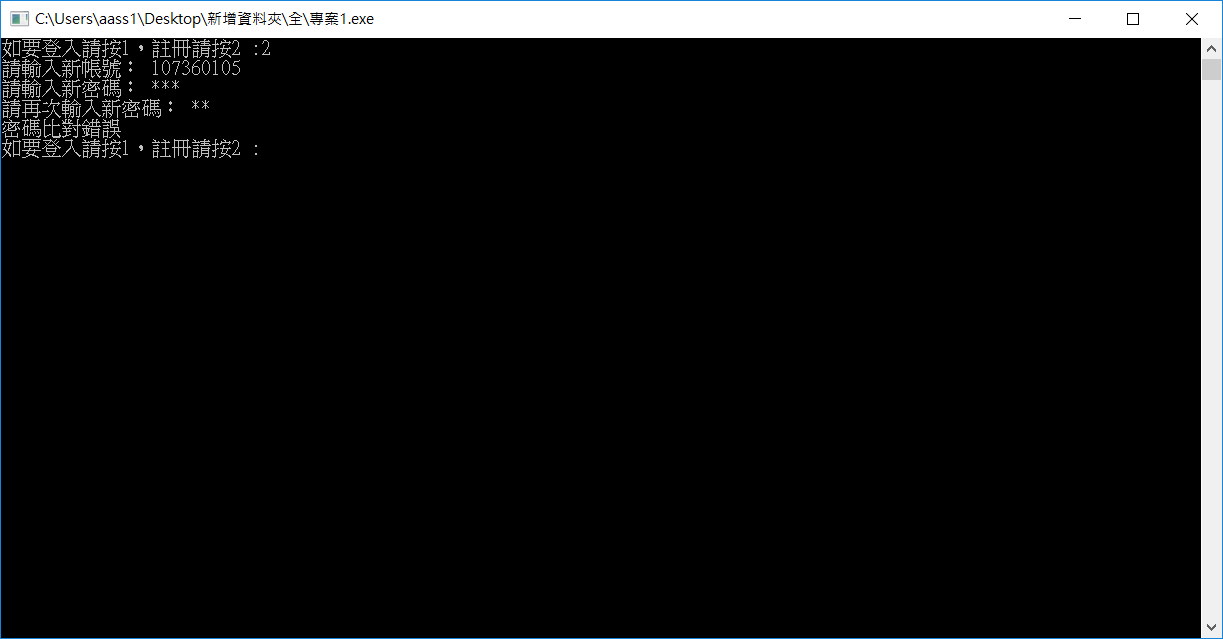 C:\Users\aass1\Desktop\新增資料夾\全\專案1.exe
如要登入請按1，註冊請按2 :2
請輸入新帳號： 107360105
請輸入新密碼： ***
請再次輸入新密碼： **
密碼比對錯誤
如要登入請按1，註冊請按2 :